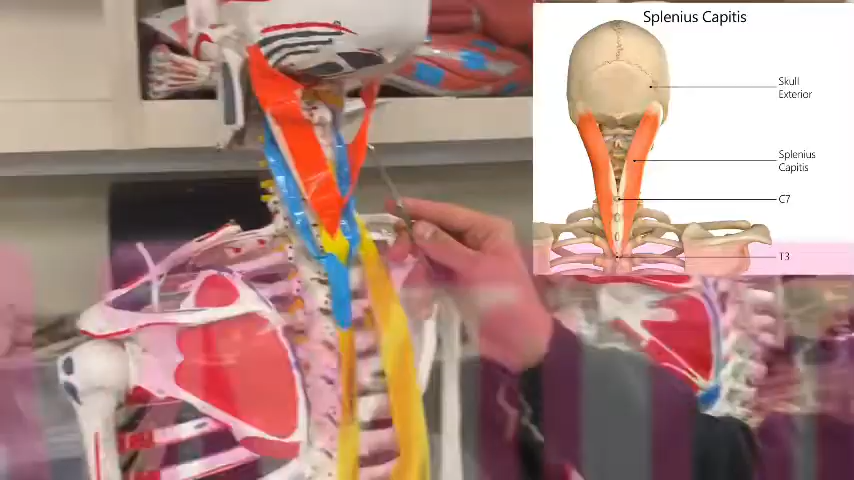 Splenius Capitis
Skull
Exterior
Splenius
Capitis
C7
T3